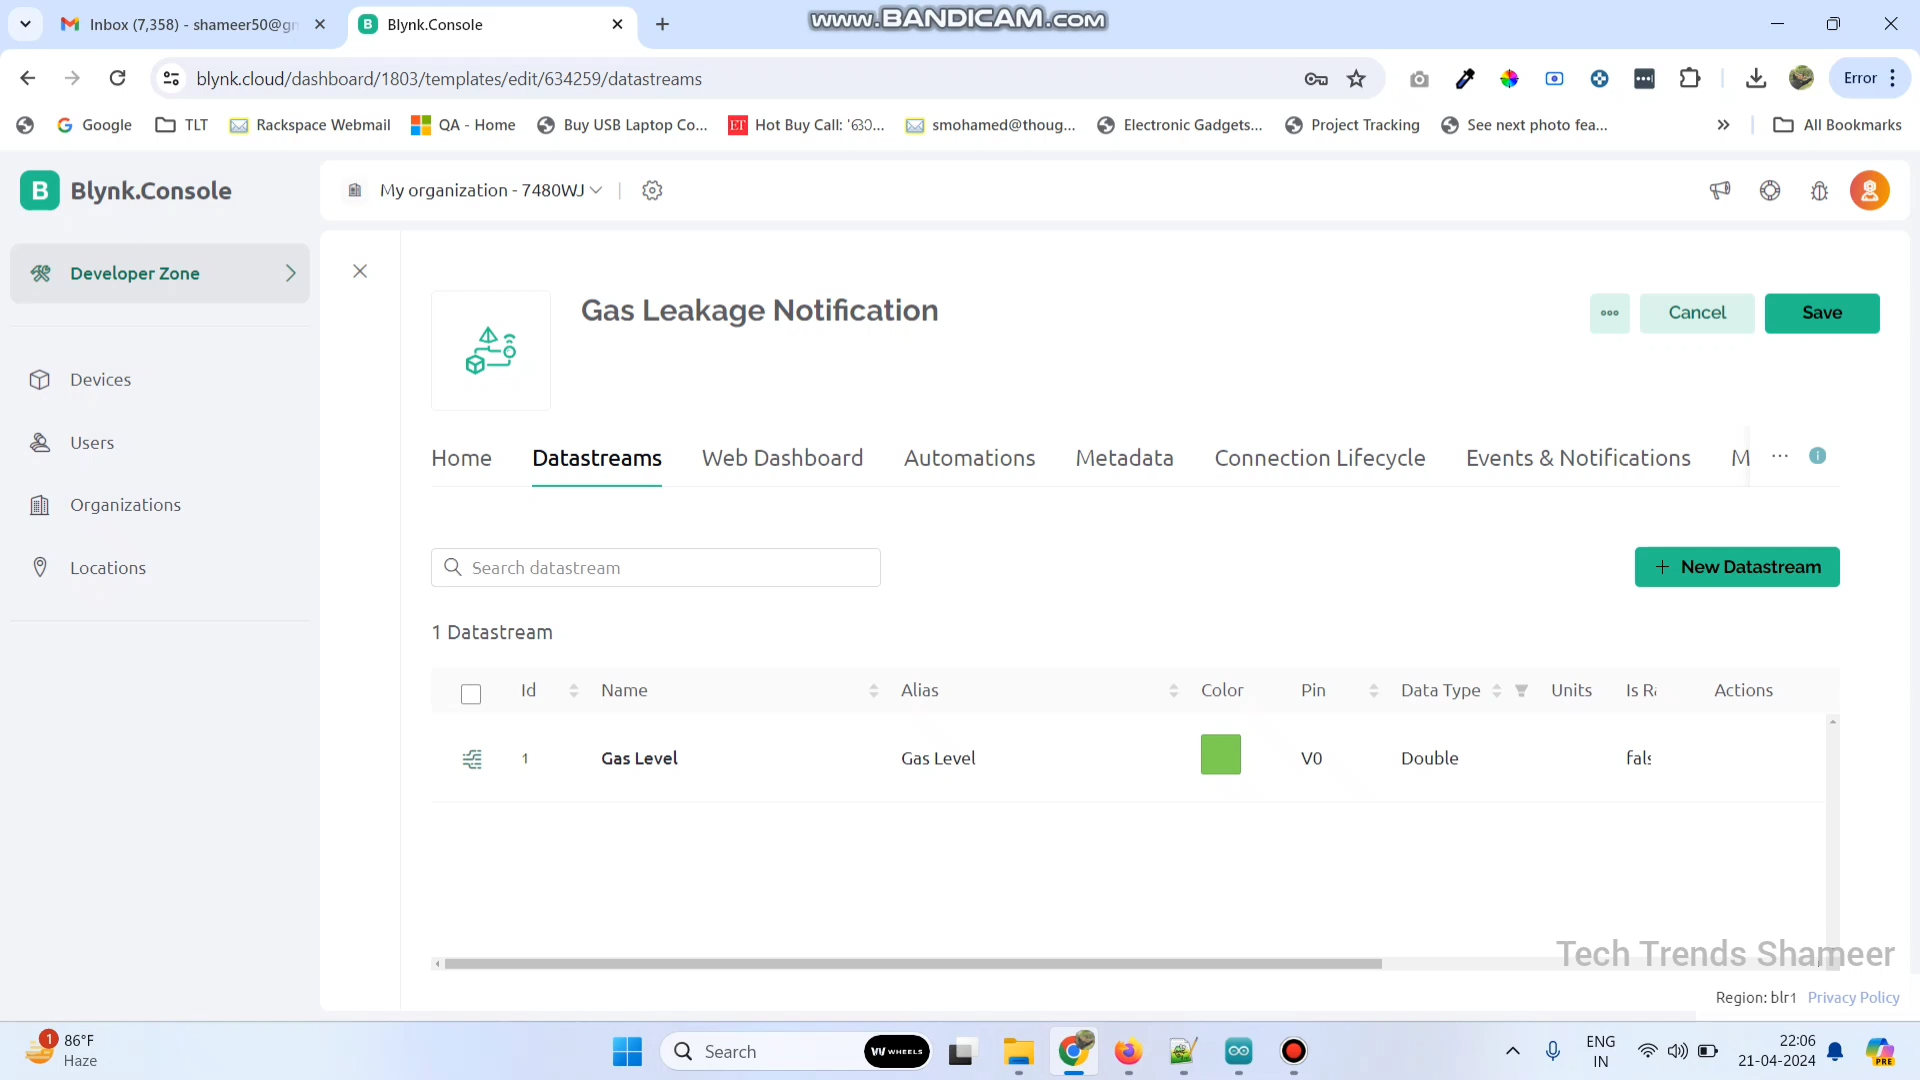 Inbox (7,358) - shameer50@gm
Blynk.Console
www.BANDICAM.com
blynk.cloud/dashboard/1803/templates/edit/634259/datastreams
Error
Google
TLT
Rackspace Webmail
QA - Home
Buy USB Laptop Co...
ET
Hot Buy Call: 'ഓ...
smohamed@thoug...
Electronic Gadgets...
Project Tracking
See next photo fea...
All Bookmarks
B
Blynk.Console
My organization - 7480WJ
Developer Zone
Devices
Users
Organizations
Locations
Gas Leakage Notification
Cancel
Save
Home
Datastreams
Web Dashboard
Automations
Metadata
Connection Lifecycle
Events & Notifications
M
Search datastream
+ New Datastream
1 Datastream
Id
Name
Alias
Color
Pin
Data Type
Units
Is Ra
Actions
1
Gas Level
Gas Level
V0
Double
fals
Tech Trends Shameer
Region: blr1
Privacy Policy
1
86°F
Haze
Search
WHEELS
ENG
IN
22:06
21-04-2024
PRE